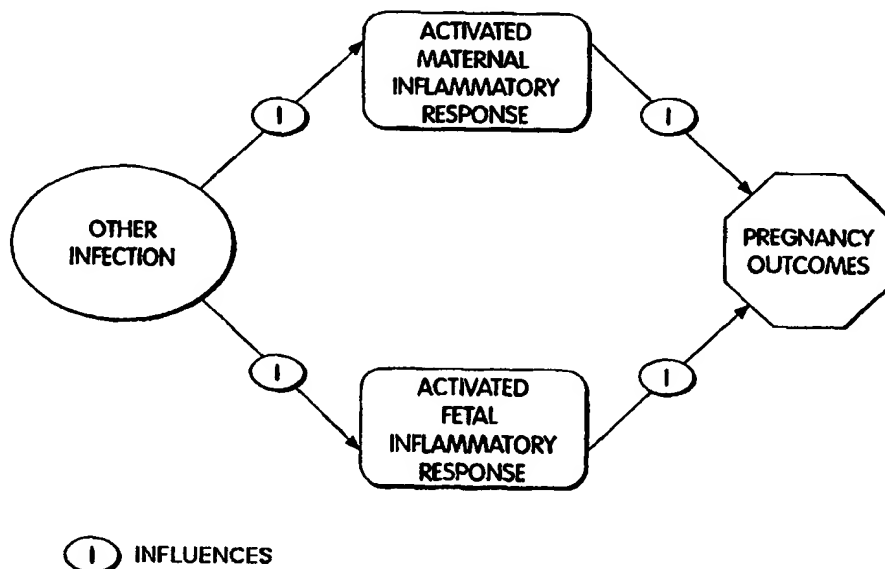 ACTIVATED
MATERNAL
INFLAMMATORY
RESPONSE
I
I
OTHER
INFECTION
PREGNANCY
OUTCOMES
I
I
ACTIVATED
FETAL
INFLAMMATORY
RESPONSE
I INFLUENCES